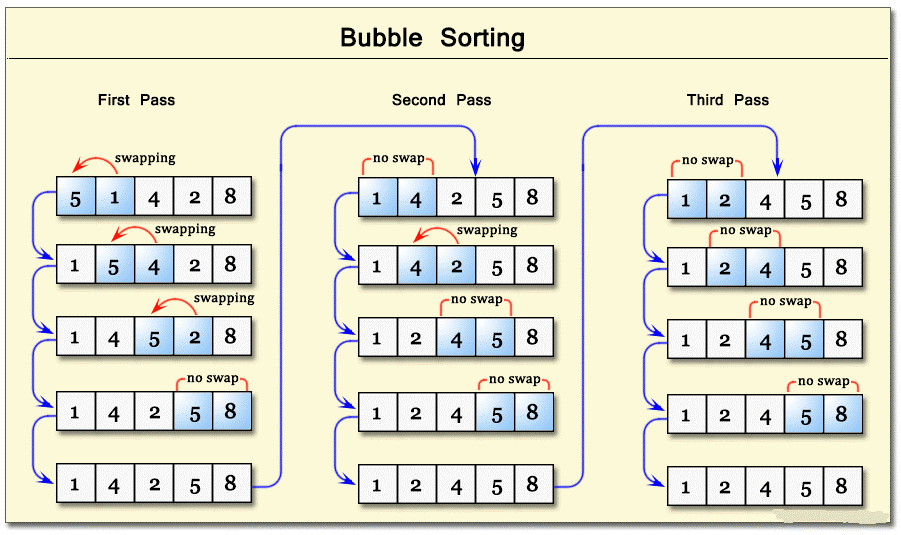 Bubble Sorting
First Pass
swapping
5 1 4 2 8
swapping
1 5 4 2 8
swapping
1 4 5 2 8
no swap
1 4 2 5 8
1 4 2 5 8
Second Pass
no swap
1 4 2 5 8
swapping
1 4 2 5 8
no swap
1 2 4 5 8
no swap
1 2 4 5 8
1 2 4 5 8
Third Pass
no swap
1 2 4 5 8
no swap
1 2 4 5 8
no swap
1 2 4 5 8
no swap
1 2 4 5 8
1 2 4 5 8